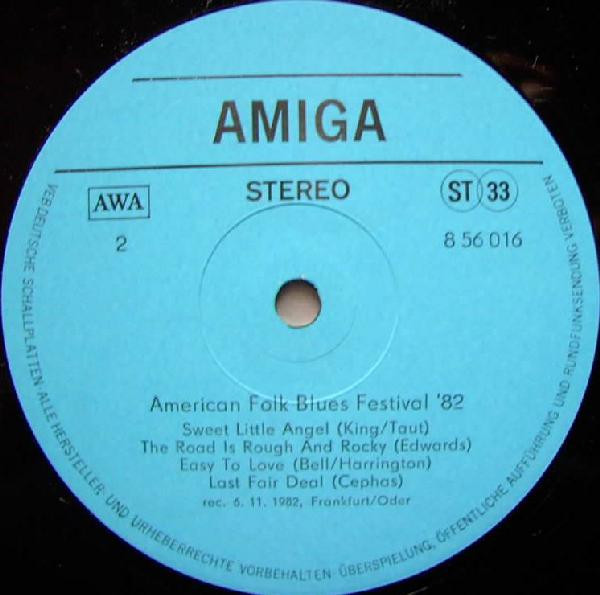 AMIGA
AWA
STEREO
ST 33
2
8 56 016
American Folk Blues Festival '82
Sweet Little Angel (King/Taut)
The Road Is Rough And Rocky (Edwards)
Easy To Love (Bell/Harrington)
Last Fair Deal (Cephas)
rec. 6. 11. 1982, Frankfurt/Oder
VEB DEUTSCHE SCHALLPLATTEN · ALLE HERSTELLER- UND URHEBERRECHTE VORBEHALTEN · ÜBERSPIELUNG, ÖFFENTLICHE AUFFÜHRUNG UND RUNDFUNKSENDUNG VERBOTEN